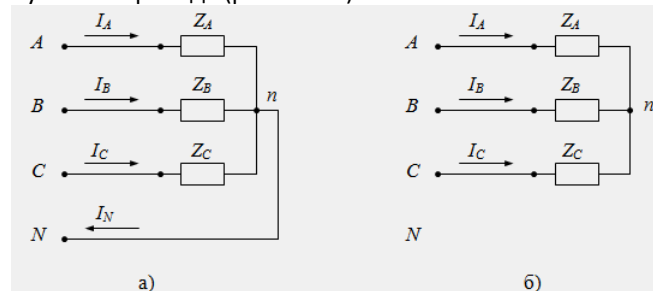 I_A Z_A I_A Z_A
A A
I_B Z_B I_B Z_B
B n B n
I_C Z_C I_C Z_C
C C
I_N
N N
а) б)